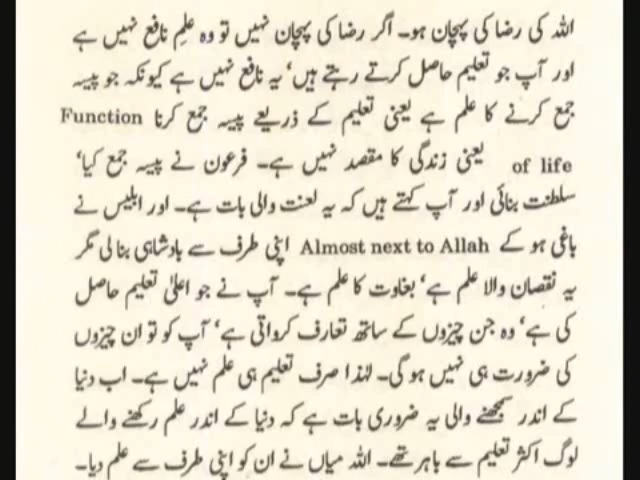 اللہ کی رضا کی پہچان ہو۔ اگر رضا کی پہچان نہیں تو وہ علمِ نافع نہیں ہے
اور آپ جو تعلیم حاصل کرتے رہتے ہیں' یہ نافع نہیں ہے کیونکہ جو پیسہ
جمع کرنے کا علم ہے یعنی تعلیم کے ذریعے پیسہ جمع کرنا Function
of life یعنی زندگی کا مقصد نہیں ہے۔ فرعون نے پیسہ جمع کیا'
سلطنت بنائی اور آپ کہتے ہیں کہ یہ لعنت والی بات ہے۔ اور ابلیس نے
باغی ہو کے Almost next to Allah اپنی طرف سے بادشاہی بنا لی مگر
یہ نقصان والا علم ہے' بغاوت کا علم ہے۔ آپ نے جو اعلیٰ تعلیم حاصل
کی ہے' وہ جن چیزوں کے ساتھ تعارف کرواتی ہے' آپ کو تو ان چیزوں
کی ضرورت ہی نہیں ہو گی۔ لہٰذا صرف تعلیم ہی علم نہیں ہے۔ اب دنیا
کے اندر سمجھنے والی یہ ضروری بات ہے کہ دنیا کے اندر علم رکھنے والے
لوگ اکثر تعلیم سے باہر تھے۔ اللہ میاں نے ان کو اپنی طرف سے علم دیا۔